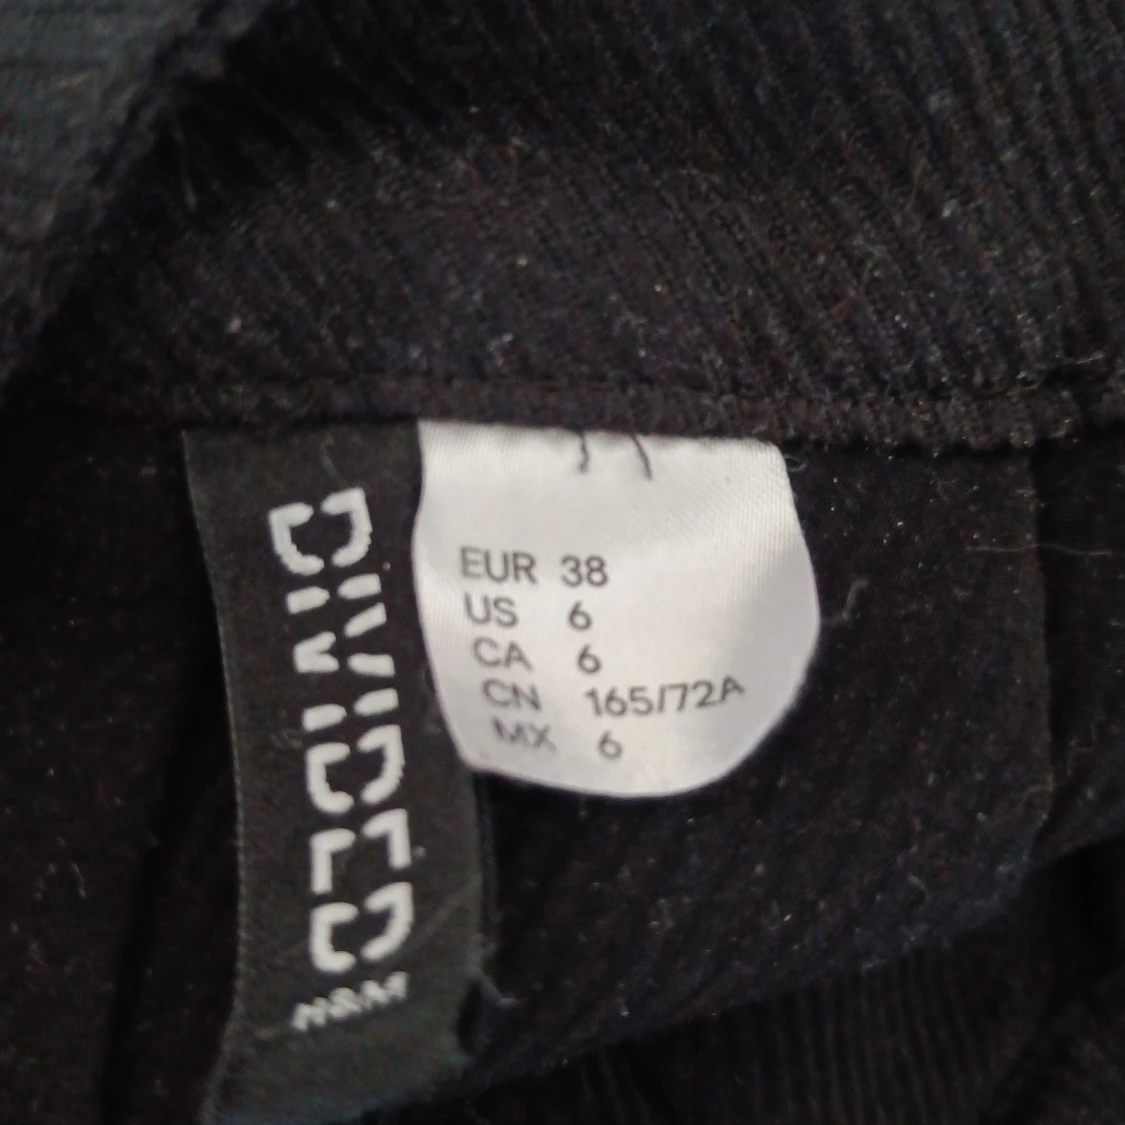 DIVIDED
H&M
EUR 38
US 6
CA 6
CN 165/72A
MX 6